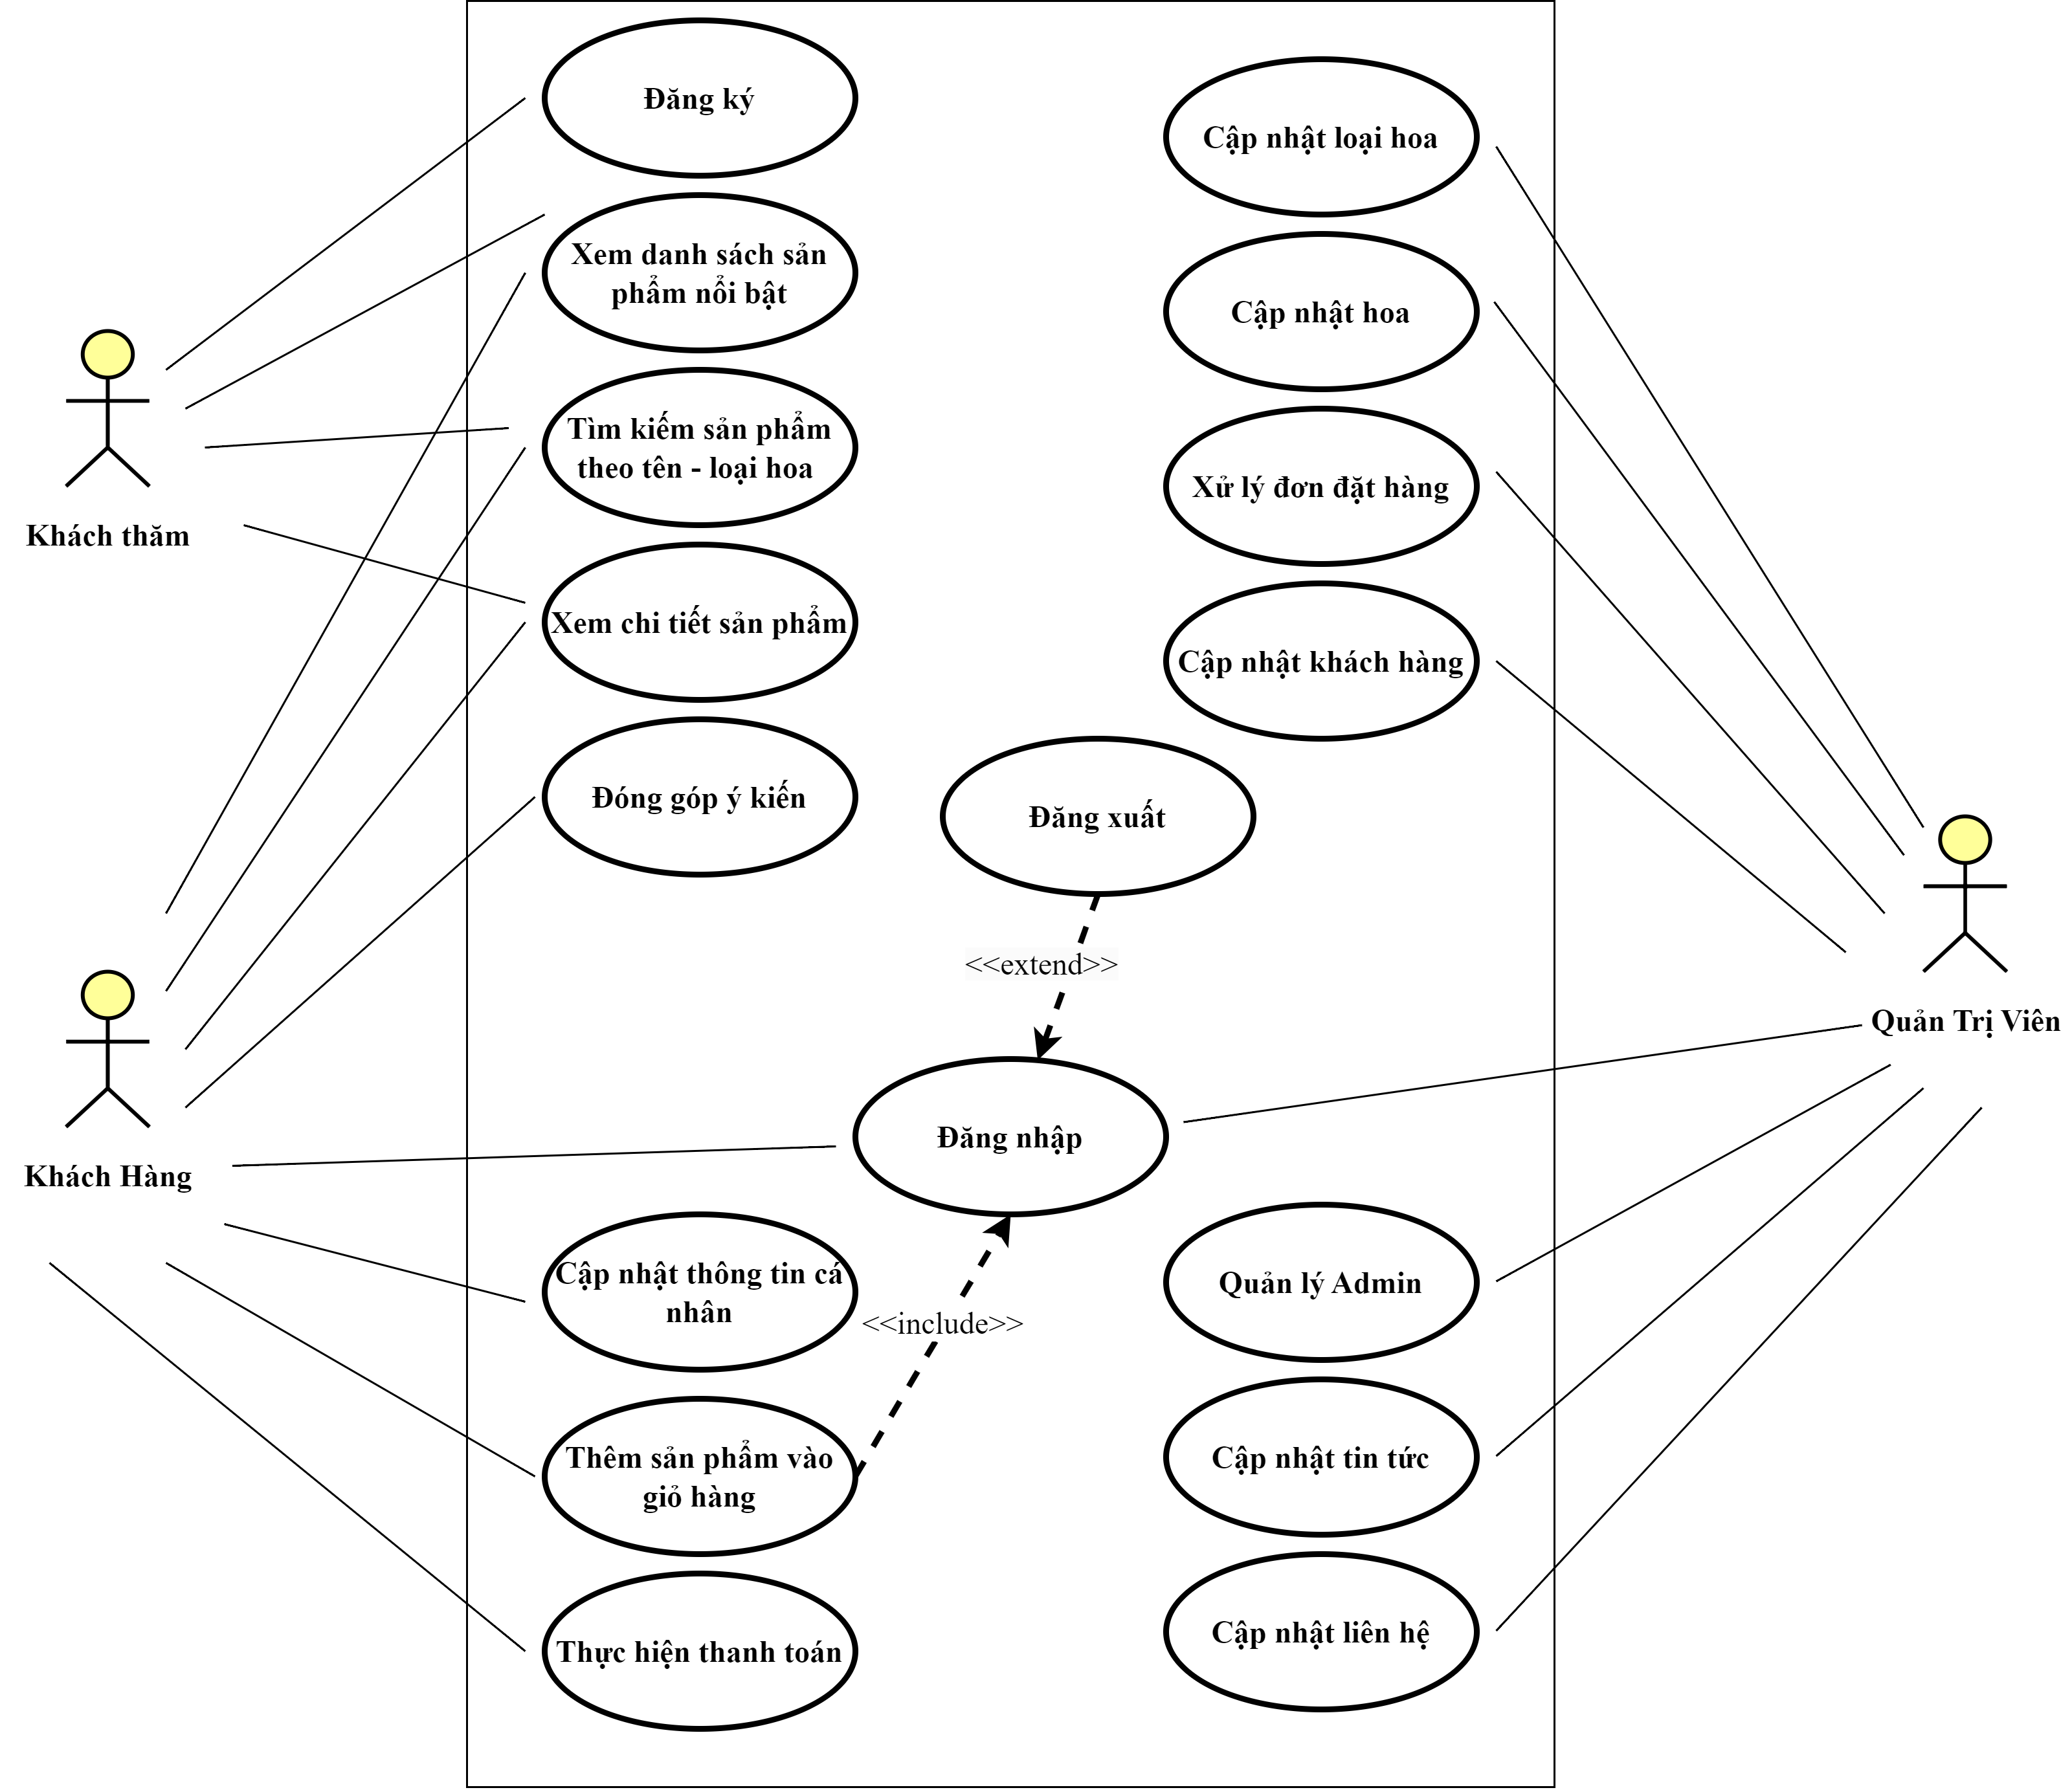 Đăng ký
Cập nhật loại hoa
Xem danh sách sản
phẩm nổi bật
Cập nhật hoa
Tìm kiếm sản phẩm
theo tên - loại hoa
Xử lý đơn đặt hàng
Khách thăm
Xem chi tiết sản phẩm
Cập nhật khách hàng
Đóng góp ý kiến
Đăng xuất
<<extend>>
Quản Trị Viên
Đăng nhập
Khách Hàng
Cập nhật thông tin cá
nhân
Quản lý Admin
<<include>>
Thêm sản phẩm vào
giỏ hàng
Cập nhật tin tức
Thực hiện thanh toán
Cập nhật liên hệ